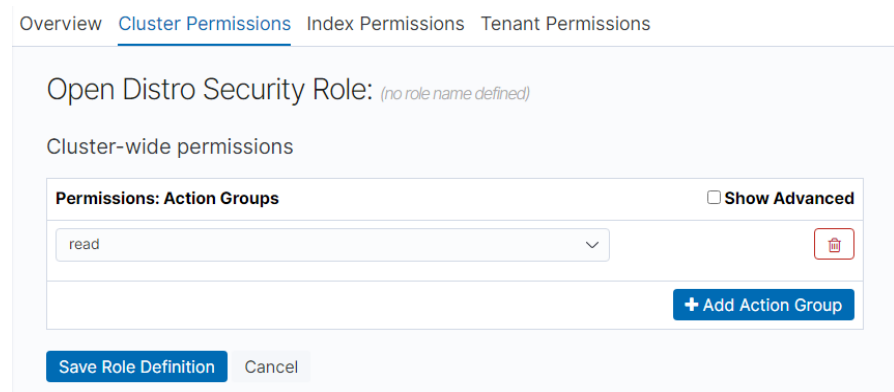 Overview Cluster Permissions Index Permissions Tenant Permissions
Open Distro Security Role: (no role name defined)
Cluster-wide permissions
Permissions: Action Groups Show Advanced
read
+ Add Action Group
Save Role Definition Cancel